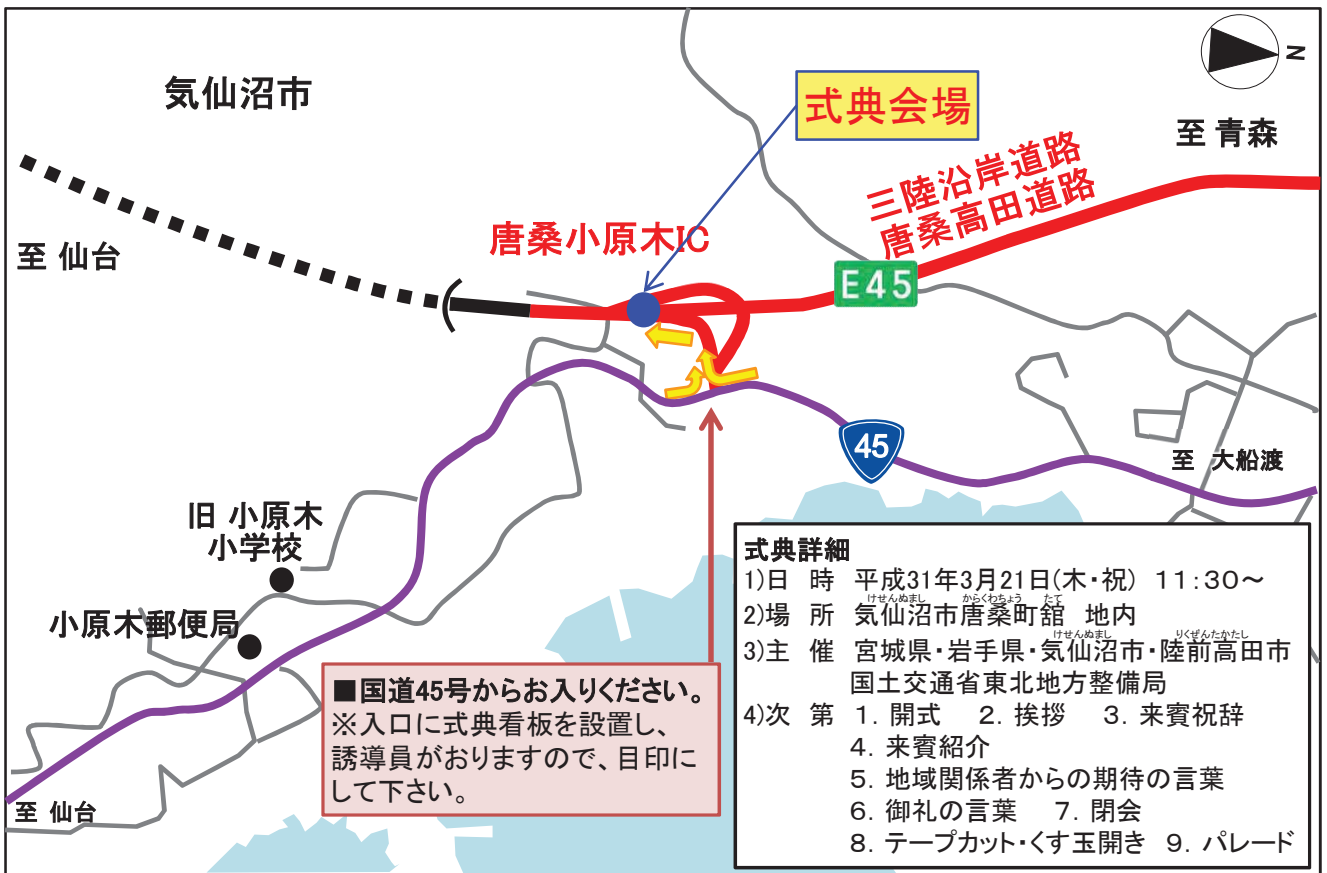 気仙沼市
式典会場
N
至 青森
三陸沿岸道路
唐桑高田道路
唐桑小原木IC
至 仙台
E45
45
至 大船渡
旧 小原木
小学校
小原木郵便局
至 仙台
■国道45号からお入りください。
※入口に式典看板を設置し、
誘導員がおりますので、目印に
して下さい。
式典詳細
1)日 時 平成31年3月21日(木・祝) 11:30～
けせんぬまし からくわちょう たて
2)場 所 気仙沼市唐桑町舘 地内
けせんぬまし りくぜんたかたし
3)主 催 宮城県・岩手県・気仙沼市・陸前高田市
国土交通省東北地方整備局
4)次 第 1. 開式 2. 挨拶 3. 来賓祝辞
4. 来賓紹介
5. 地域関係者からの期待の言葉
6. 御礼の言葉 7. 閉会
8. テープカット・くす玉開き 9. パレード